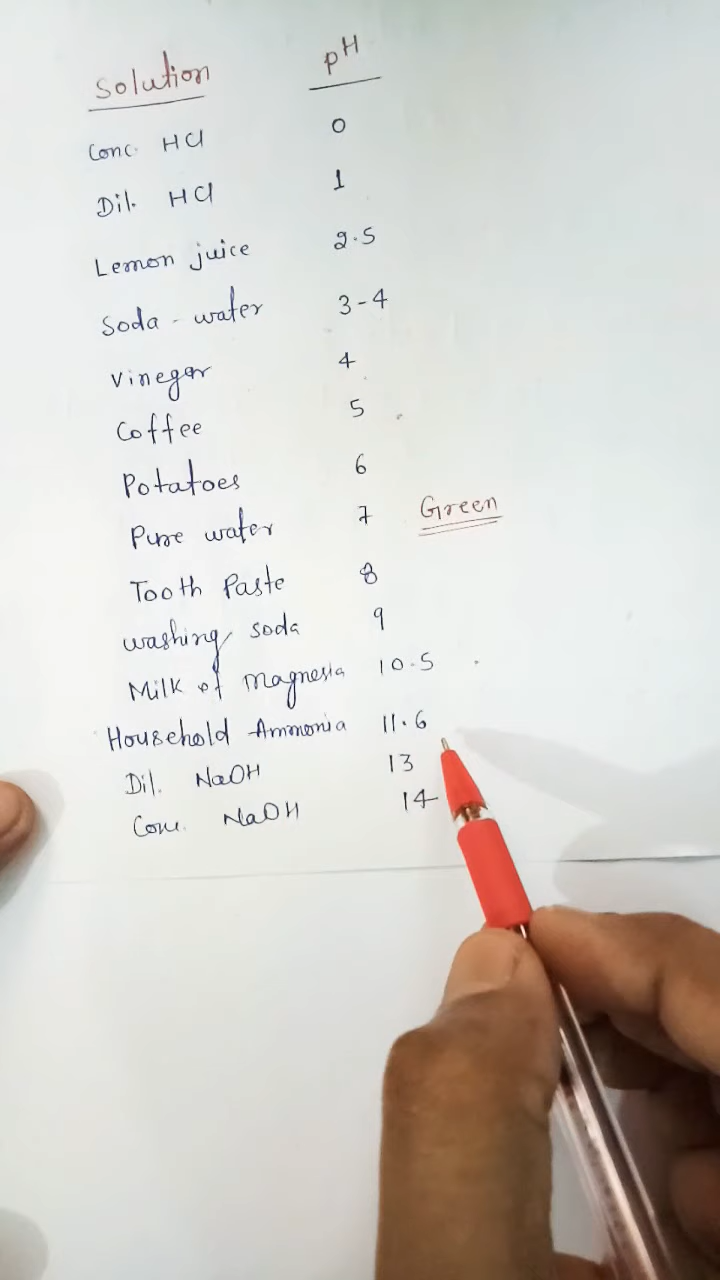 Solution pH
Conc. HCl 0
Dil. HCl 1
Lemon juice 2.5
Soda - water 3-4
Vinegar 4
Coffee 5
Potatoes 6
Pure water 7 Green
Tooth Paste 8
washing soda 9
Milk of magnesia 10.5
Household Ammonia 11.6
Dil. NaOH 13
Conc. NaOH 14